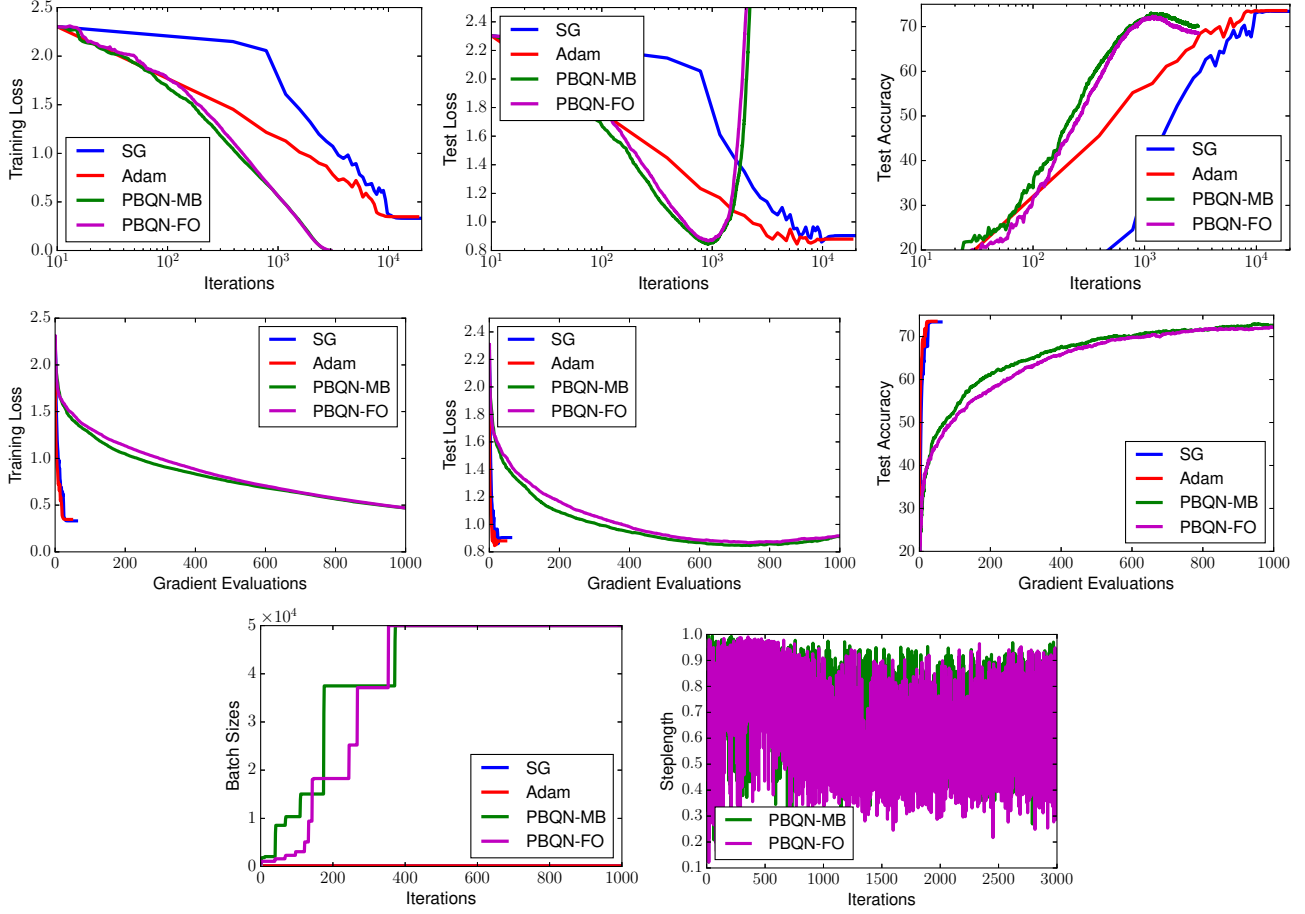 2.5
2.0
1.5
1.0
0.5
0.0
Training Loss
SG
Adam
PBQN-MB
PBQN-FO
10^1 10^2 10^3 10^4
Iterations
2.4
2.2
2.0
1.8
1.6
1.4
1.2
1.0
0.8
Test Loss
SG
Adam
PBQN-MB
PBQN-FO
10^1 10^2 10^3 10^4
Iterations
70
60
50
40
30
20
Test Accuracy
SG
Adam
PBQN-MB
PBQN-FO
10^1 10^2 10^3 10^4
Iterations
2.5
2.0
1.5
1.0
0.5
0.0
Training Loss
SG
Adam
PBQN-MB
PBQN-FO
0 200 400 600 800 1000
Gradient Evaluations
2.4
2.2
2.0
1.8
1.6
1.4
1.2
1.0
0.8
Test Loss
SG
Adam
PBQN-MB
PBQN-FO
0 200 400 600 800 1000
Gradient Evaluations
70
60
50
40
30
20
Test Accuracy
SG
Adam
PBQN-MB
PBQN-FO
0 200 400 600 800 1000
Gradient Evaluations
×10^4
5
4
3
2
1
0
Batch Sizes
SG
Adam
PBQN-MB
PBQN-FO
0 200 400 600 800 1000
Iterations
1.0
0.9
0.8
0.7
0.6
0.5
0.4
0.3
0.2
0.1
Steplength
PBQN-MB
PBQN-FO
0 500 1000 1500 2000 2500 3000
Iterations